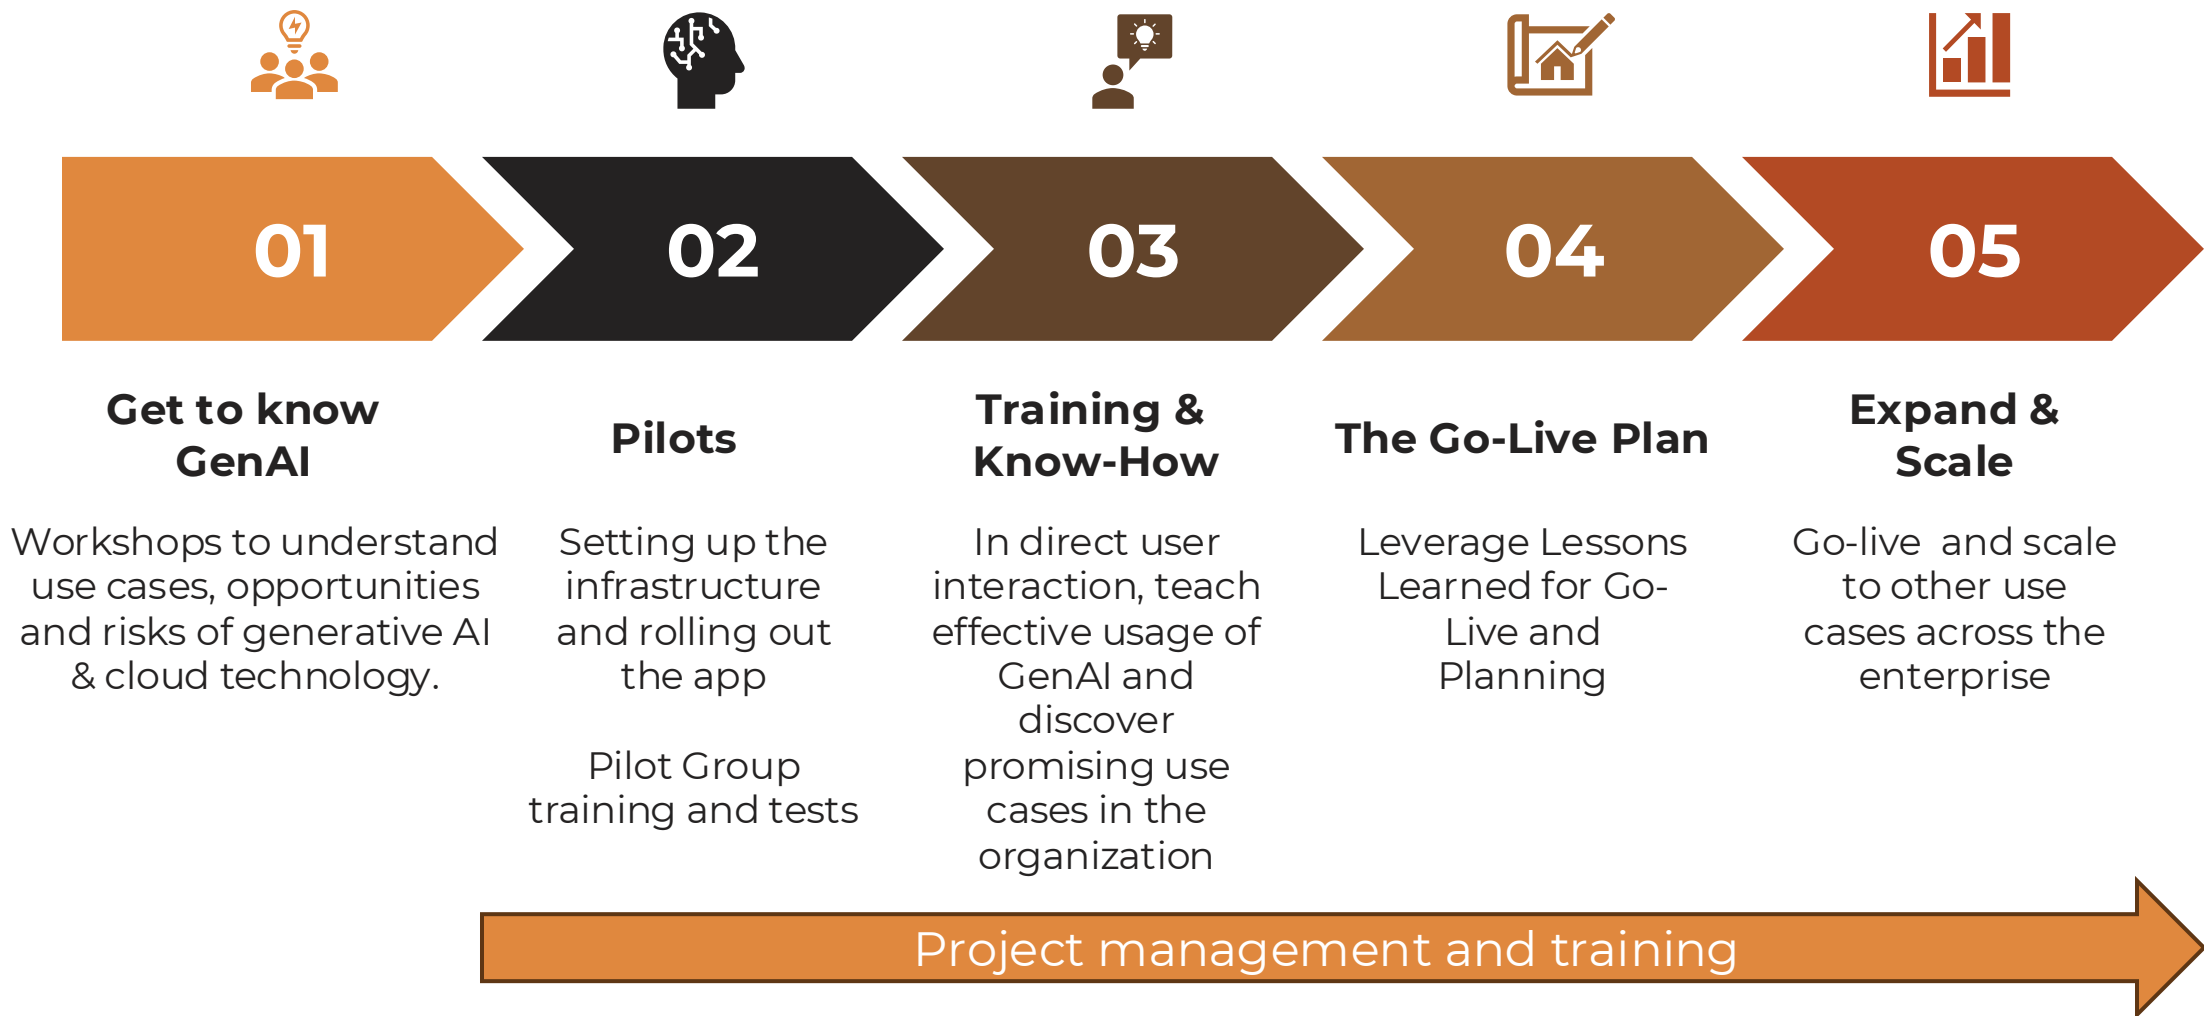 01
02
03
04
05
Get to know
GenAI
Workshops to understand
use cases, opportunities
and risks of generative AI
& cloud technology.
Pilots
Setting up the
infrastructure
and rolling out
the app
Pilot Group
training and tests
Training &
Know-How
In direct user
interaction, teach
effective usage of
GenAI and
discover
promising use
cases in the
organization
The Go-Live Plan
Leverage Lessons
Learned for Go-
Live and
Planning
Expand &
Scale
Go-live  and scale
to other use
cases across the
enterprise
Project management and training